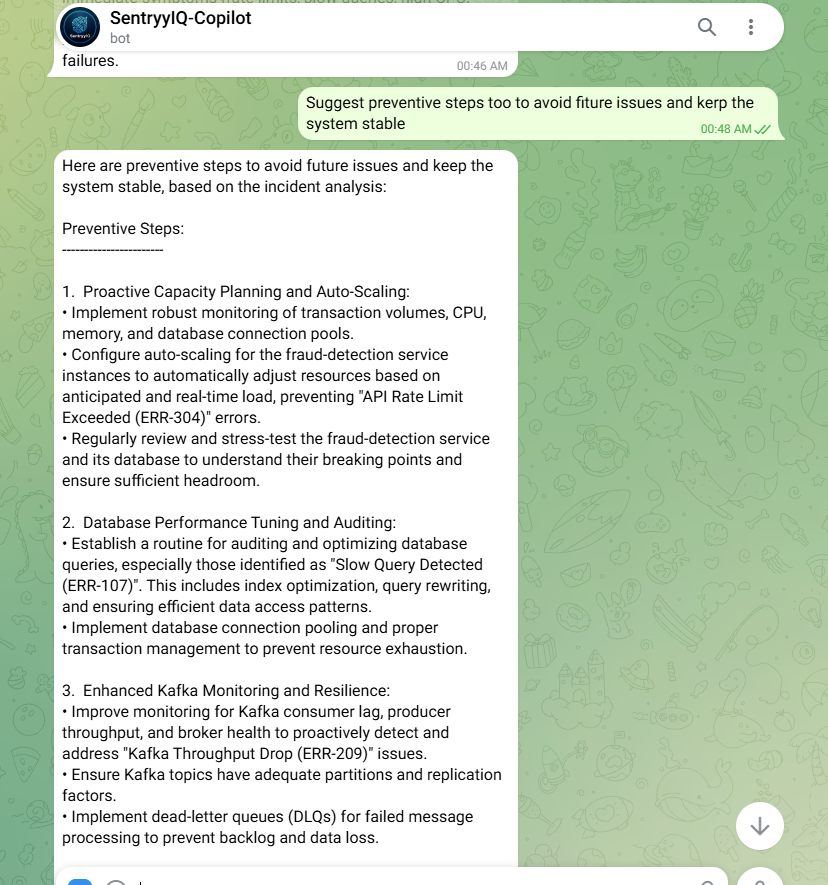 SentryyIQ-Copilot
bot
failures.
00:46 AM
Suggest preventive steps too to avoid fiture issues and kerp the
system stable
00:48 AM
Here are preventive steps to avoid future issues and keep the
system stable, based on the incident analysis:
Preventive Steps:
-----------------------
1.  Proactive Capacity Planning and Auto-Scaling:
• Implement robust monitoring of transaction volumes, CPU,
memory, and database connection pools.
• Configure auto-scaling for the fraud-detection service
instances to automatically adjust resources based on
anticipated and real-time load, preventing "API Rate Limit
Exceeded (ERR-304)" errors.
• Regularly review and stress-test the fraud-detection service
and its database to understand their breaking points and
ensure sufficient headroom.
2.  Database Performance Tuning and Auditing:
• Establish a routine for auditing and optimizing database
queries, especially those identified as "Slow Query Detected
(ERR-107)". This includes index optimization, query rewriting,
and ensuring efficient data access patterns.
• Implement database connection pooling and proper
transaction management to prevent resource exhaustion.
3.  Enhanced Kafka Monitoring and Resilience:
• Improve monitoring for Kafka consumer lag, producer
throughput, and broker health to proactively detect and
address "Kafka Throughput Drop (ERR-209)" issues.
• Ensure Kafka topics have adequate partitions and replication
factors.
• Implement dead-letter queues (DLQs) for failed message
processing to prevent backlog and data loss.